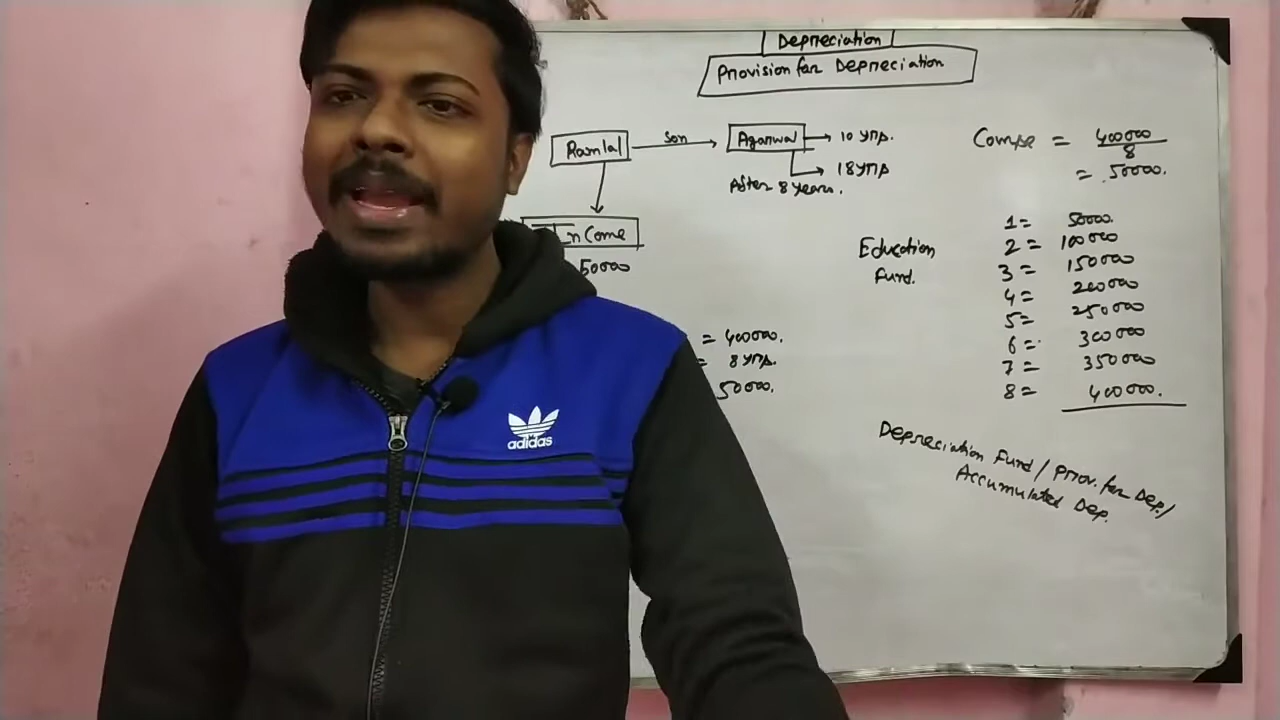 Depreciation
Provision for Depreciation
Ramlal son Agarwal 10 yrs.
18 yrs
After 8 years.
Income
50000
= 400000.
= 8 yrs.
50000.
= 400000
8
= 50000.
Education
Fund.
1= 50000.
2= 100000
3= 150000
4= 200000
5= 250000
6= 300000
7= 350000
8= 400000.
Depreciation Fund / Prov. for Dep. /
Accumulated Dep.
adidas